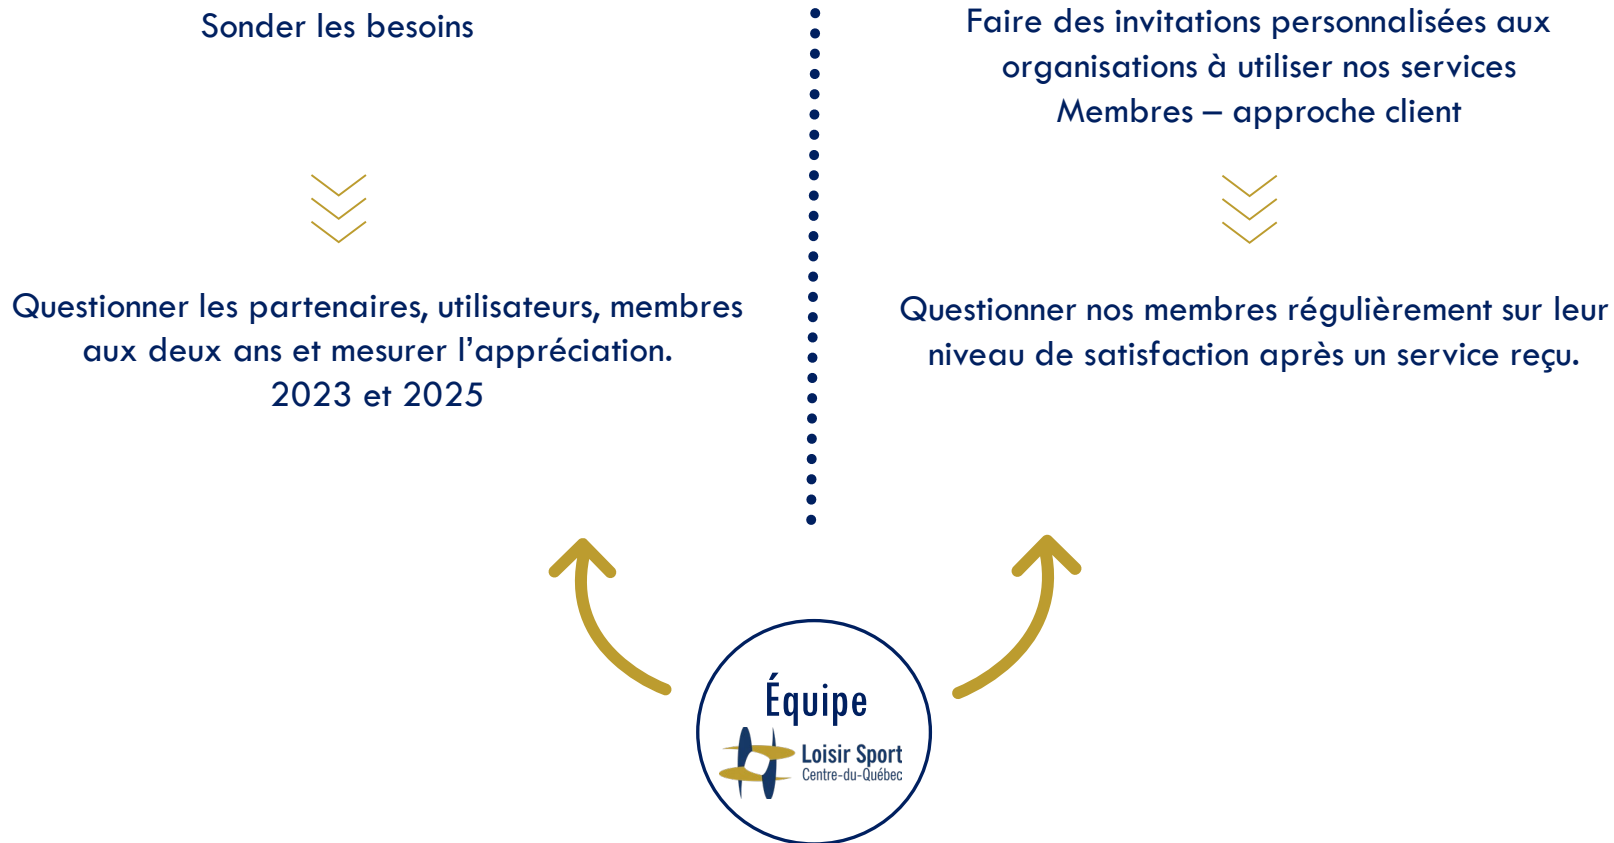 Sonder les besoins
Questionner les partenaires, utilisateurs, membres
aux deux ans et mesurer l’appréciation.
2023 et 2025
Faire des invitations personnalisées aux
organisations à utiliser nos services
Membres – approche client
Questionner nos membres régulièrement sur leur
niveau de satisfaction après un service reçu.
Équipe
Loisir Sport
Centre-du-Québec